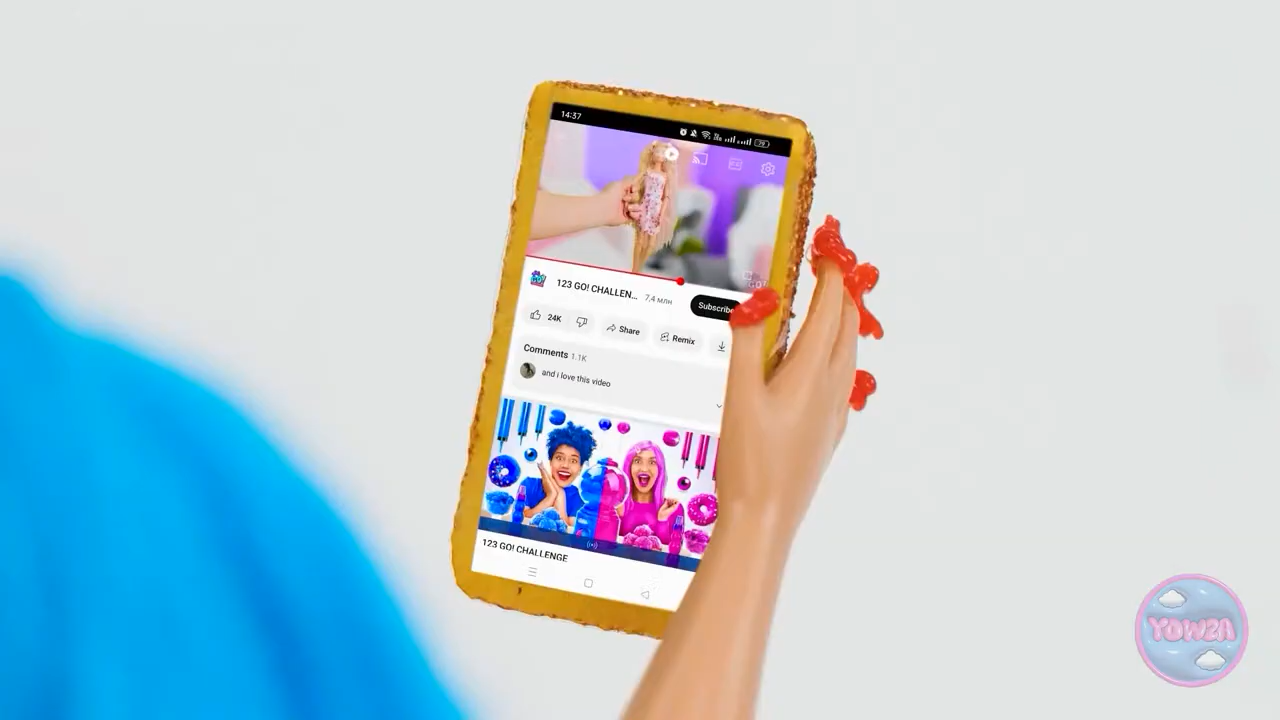 14:37
79
123 GO! CHALLEN...
7,4 млн
Subscribe
24K
Share
Remix
Comments 1.1K
and i love this video
123 GO! CHALLENGE
YOWZA